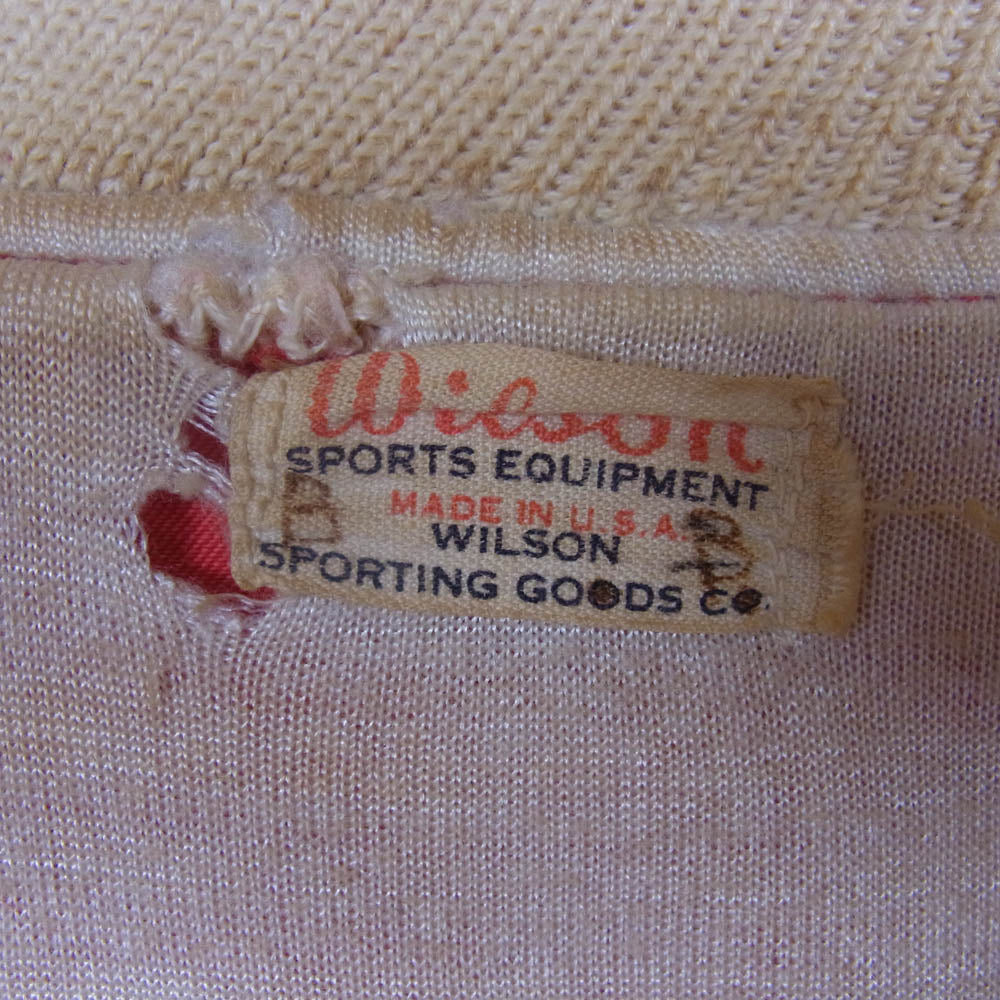 Wilson
SPORTS EQUIPMENT
MADE IN U.S.A.
WILSON
SPORTING GOODS CO.